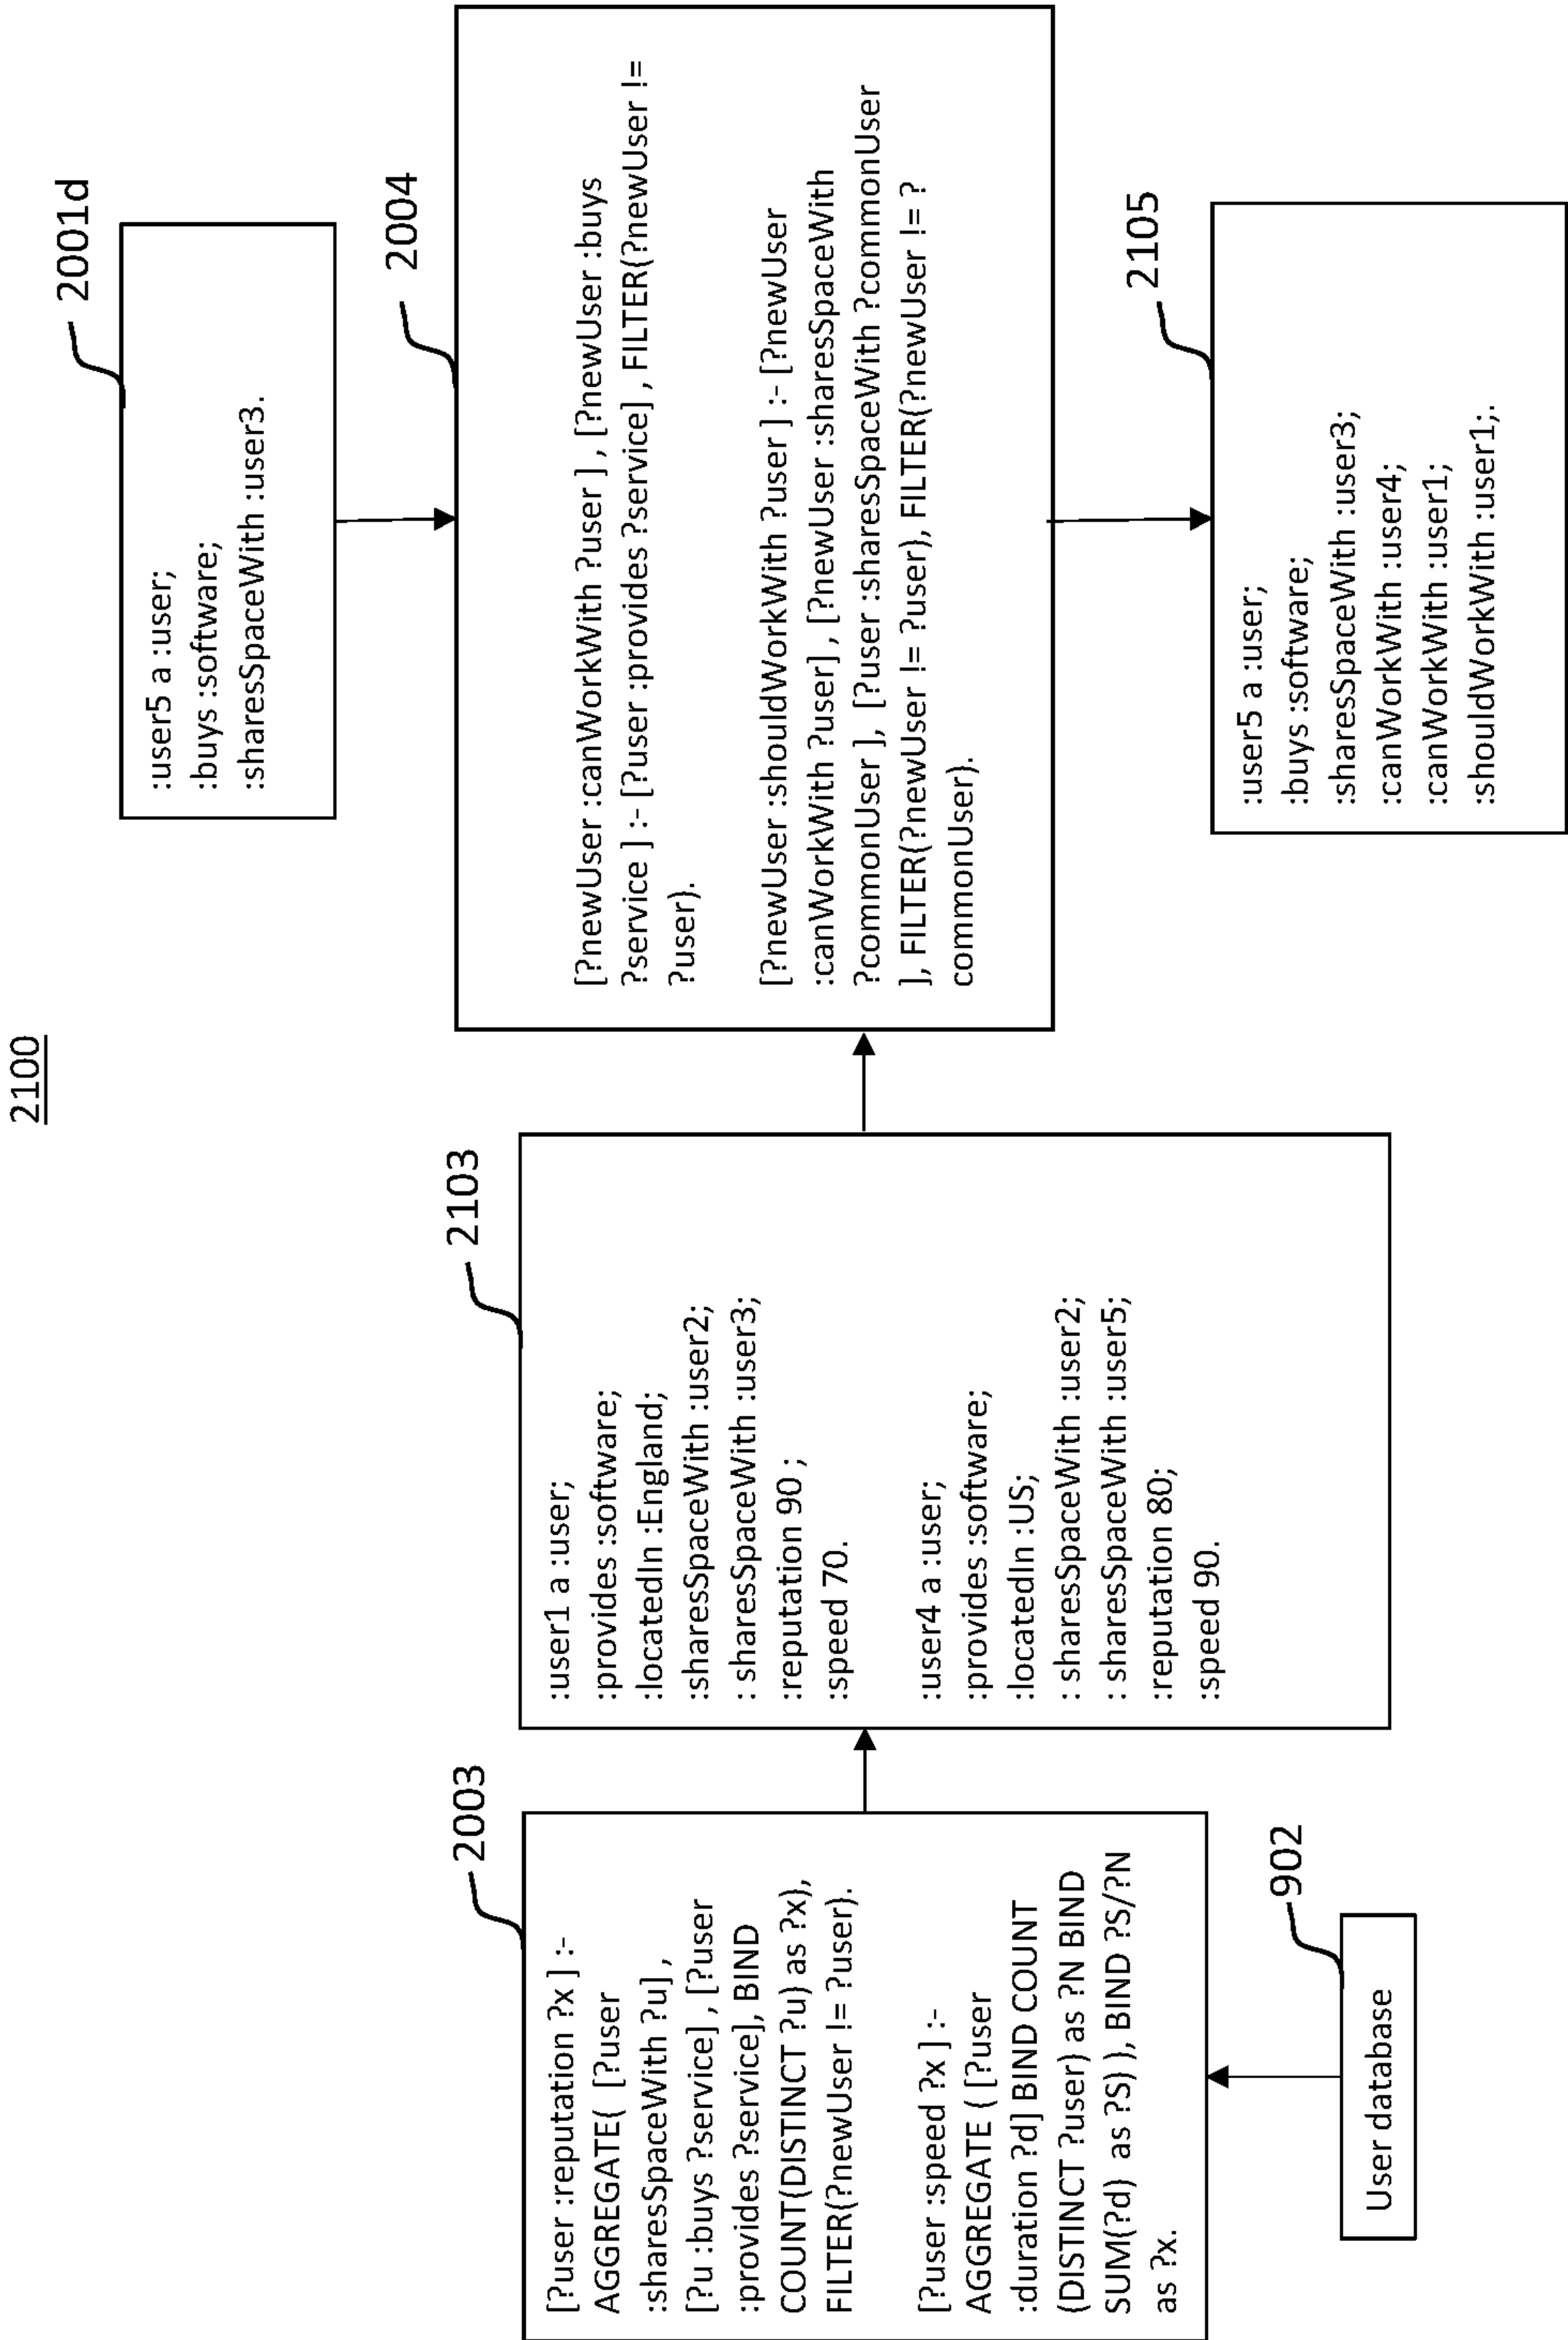 2100
2001d
:user5 a :user;
:buys :software;
:sharesSpaceWith :user3.
2004
[?newUser :canWorkWith ?user ] , [?newUser :buys
?service ] :- [?user :provides ?service] , FILTER(?newUser !=
?user).
[?newUser :shouldWorkWith ?user ] :- [?newUser
:canWorkWith ?user] , [?newUser :sharesSpaceWith
?commonUser ], [?user :sharesSpaceWith ?commonUser
], FILTER(?newUser != ?user), FILTER(?newUser != ?
commonUser).
2103
:user1 a :user;
:provides :software;
:locatedIn :England;
:sharesSpaceWith :user2;
: sharesSpaceWith :user3;
:reputation 90 ;
:speed 70.
:user4 a :user;
:provides :software;
:locatedIn :US;
: sharesSpaceWith :user2;
: sharesSpaceWith :user5;
:reputation 80;
:speed 90.
2003
[?user :reputation ?x ] :-
AGGREGATE( [?user
:sharesSpaceWith ?u] ,
[?u :buys ?service] , [?user
:provides ?service], BIND
COUNT(DISTINCT ?u) as ?x),
FILTER(?newUser != ?user).
[?user :speed ?x ] :-
AGGREGATE ( [?user
:duration ?d] BIND COUNT
(DISTINCT ?user) as ?N BIND
SUM(?d) as ?S) ), BIND ?S/?N
as ?x.
902
User database
2105
:user5 a :user;
:buys :software;
:sharesSpaceWith :user3;
:canWorkWith :user4;
:canWorkWith :user1;
:shouldWorkWith :user1;.